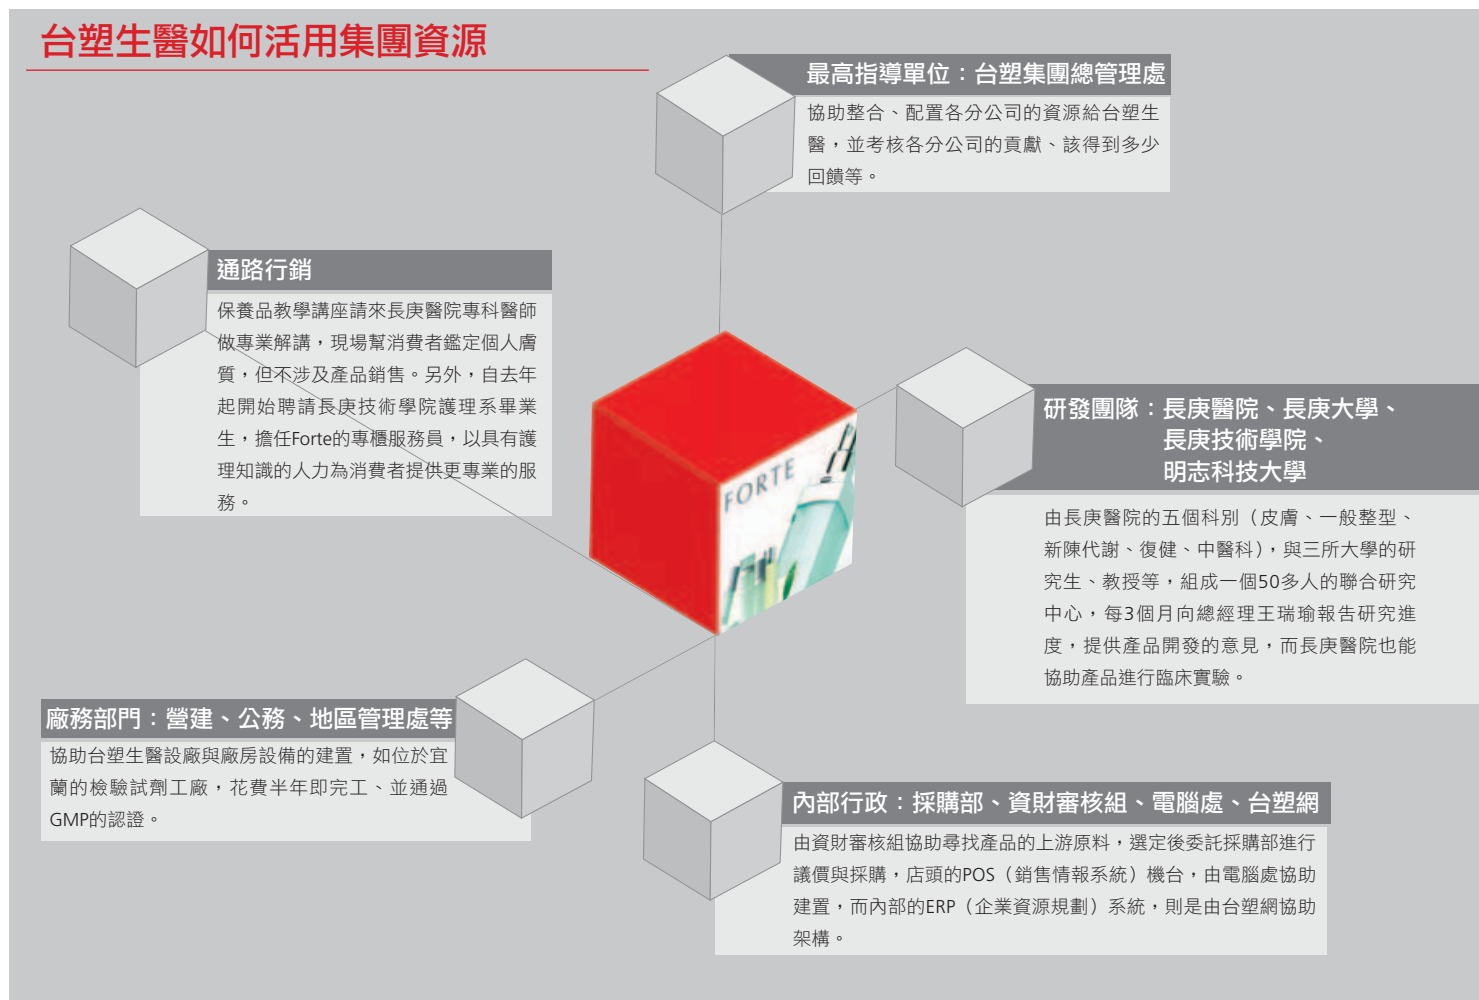 台塑生醫如何活用集團資源
最高指導單位：台塑集團總管理處
協助整合、配置各分公司的資源給台塑生
醫，並考核各分公司的貢獻、該得到多少
回饋等。
通路行銷
保養品教學講座請來長庚醫院專科醫師
做專業解講，現場幫消費者鑑定個人膚
質，但不涉及產品銷售。另外，自去年
起開始聘請長庚技術學院護理系畢業
生，擔任Forte的專櫃服務員，以具有護
理知識的人力為消費者提供更專業的服
務。
FORTE
研發團隊：長庚醫院、長庚大學、
長庚技術學院、
明志科技大學
由長庚醫院的五個科別（皮膚、一般整型、
新陳代謝、復健、中醫科），與三所大學的研
究生、教授等，組成一個50多人的聯合研究
中心，每3個月向總經理王瑞瑜報告研究進
度，提供產品開發的意見，而長庚醫院也能
協助產品進行臨床實驗。
廠務部門：營建、公務、地區管理處等
協助台塑生醫設廠與廠房設備的建置，如位於宜
蘭的檢驗試劑工廠，花費半年即完工、並通過
GMP的認證。
內部行政：採購部、資財審核組、電腦處、台塑網
由資財審核組協助尋找產品的上游原料，選定後委託採購部進行
議價與採購，店頭的POS（銷售情報系統）機台，由電腦處協助
建置，而內部的ERP（企業資源規劃）系統，則是由台塑網協助
架構。